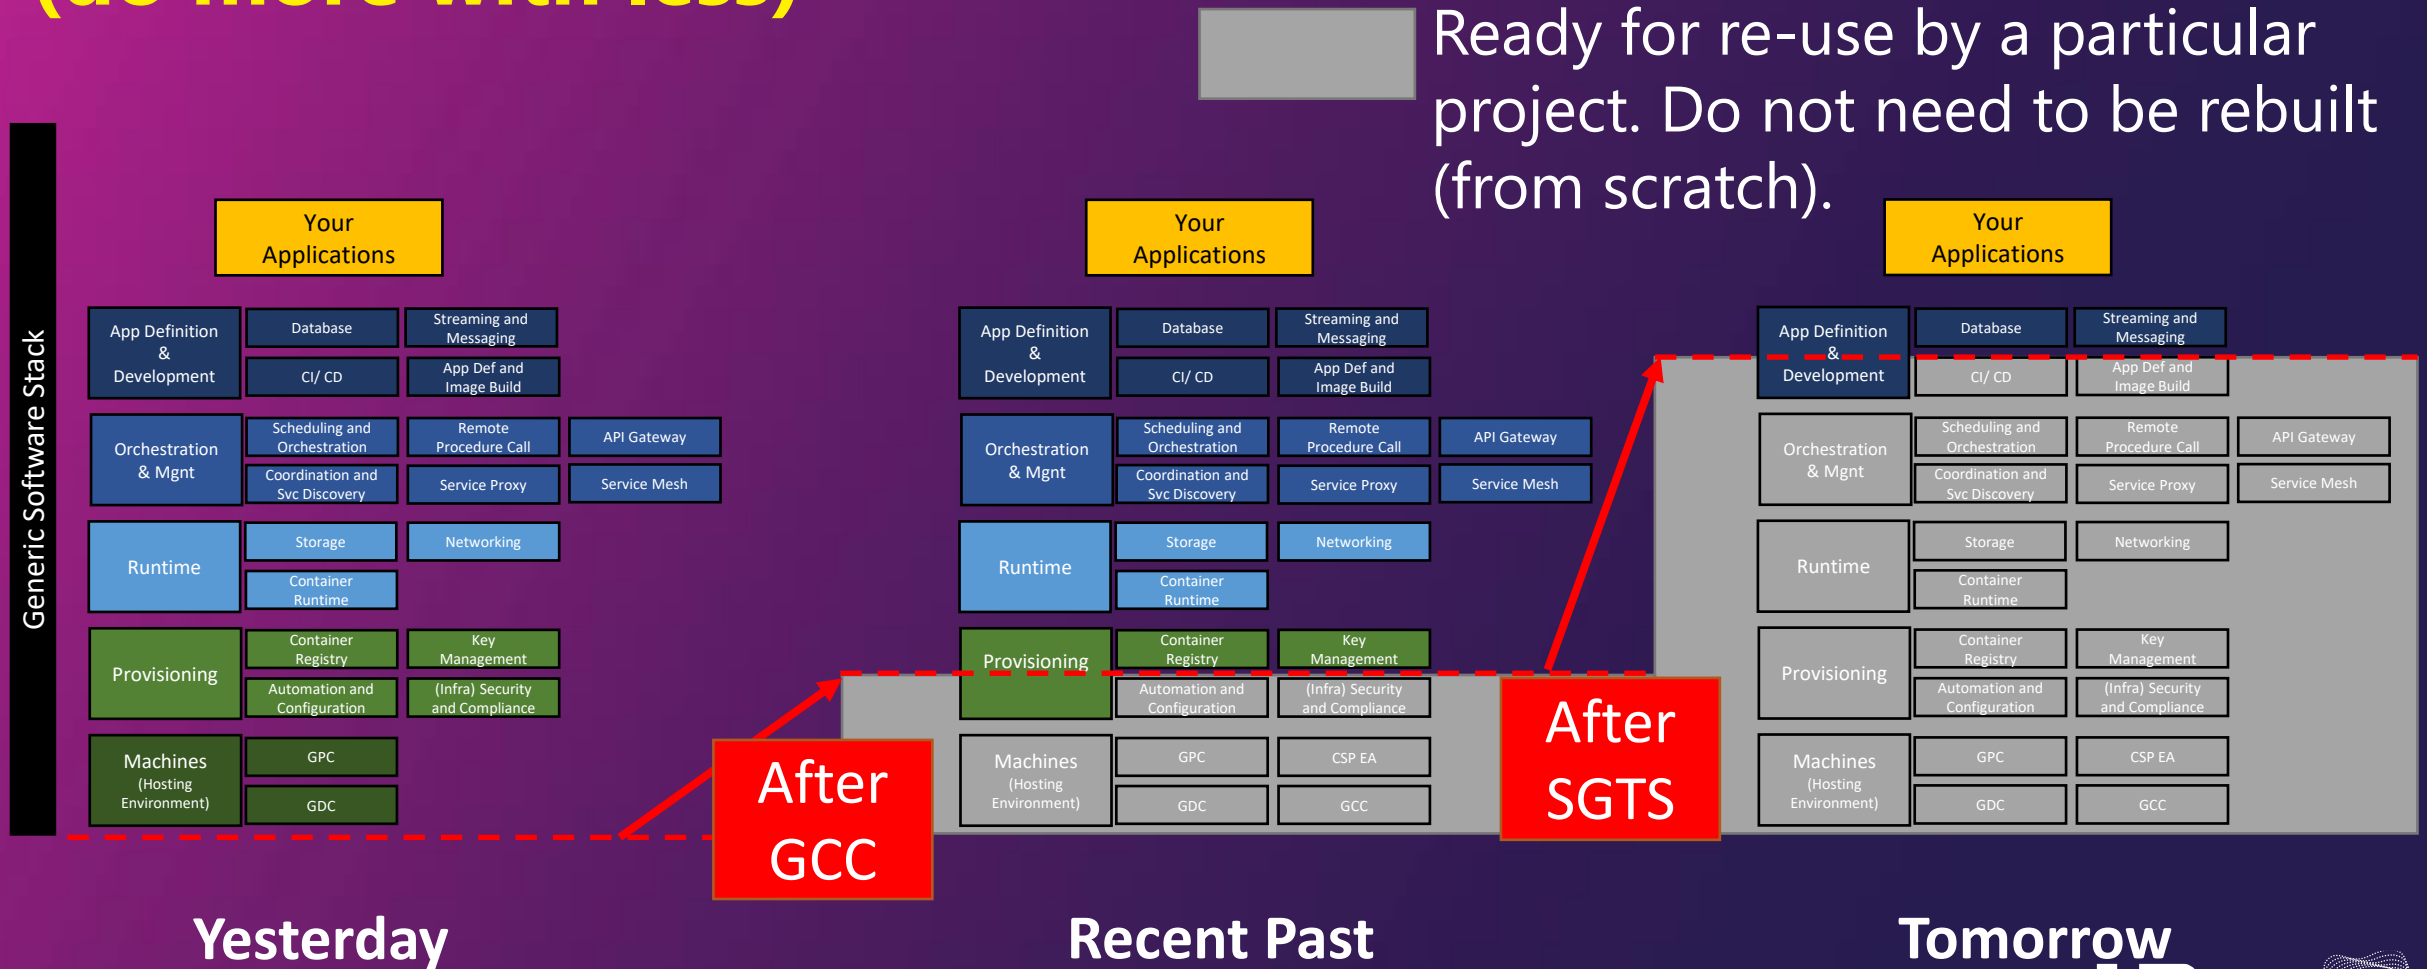 (do more with less)
Ready for re-use by a particular
project. Do not need to be rebuilt
(from scratch).
Generic Software Stack
Your
Applications
App Definition
&
Development
Database
Streaming and
Messaging
CI/ CD
App Def and
Image Build
Orchestration
& Mgnt
Scheduling and
Orchestration
Remote
Procedure Call
API Gateway
Coordination and
Svc Discovery
Service Proxy
Service Mesh
Runtime
Storage
Networking
Container
Runtime
Provisioning
Container
Registry
Key
Management
Automation and
Configuration
(Infra) Security
and Compliance
Machines
(Hosting
Environment)
GPC
GDC
Yesterday
After
GCC
Your
Applications
App Definition
&
Development
Database
Streaming and
Messaging
CI/ CD
App Def and
Image Build
Orchestration
& Mgnt
Scheduling and
Orchestration
Remote
Procedure Call
API Gateway
Coordination and
Svc Discovery
Service Proxy
Service Mesh
Runtime
Storage
Networking
Container
Runtime
Provisioning
Container
Registry
Key
Management
Automation and
Configuration
(Infra) Security
and Compliance
Machines
(Hosting
Environment)
GPC
CSP EA
GDC
GCC
Recent Past
After
SGTS
Your
Applications
App Definition
&
Development
Database
Streaming and
Messaging
CI/ CD
App Def and
Image Build
Orchestration
& Mgnt
Scheduling and
Orchestration
Remote
Procedure Call
API Gateway
Coordination and
Svc Discovery
Service Proxy
Service Mesh
Runtime
Storage
Networking
Container
Runtime
Provisioning
Container
Registry
Key
Management
Automation and
Configuration
(Infra) Security
and Compliance
Machines
(Hosting
Environment)
GPC
CSP EA
GDC
GCC
Tomorrow